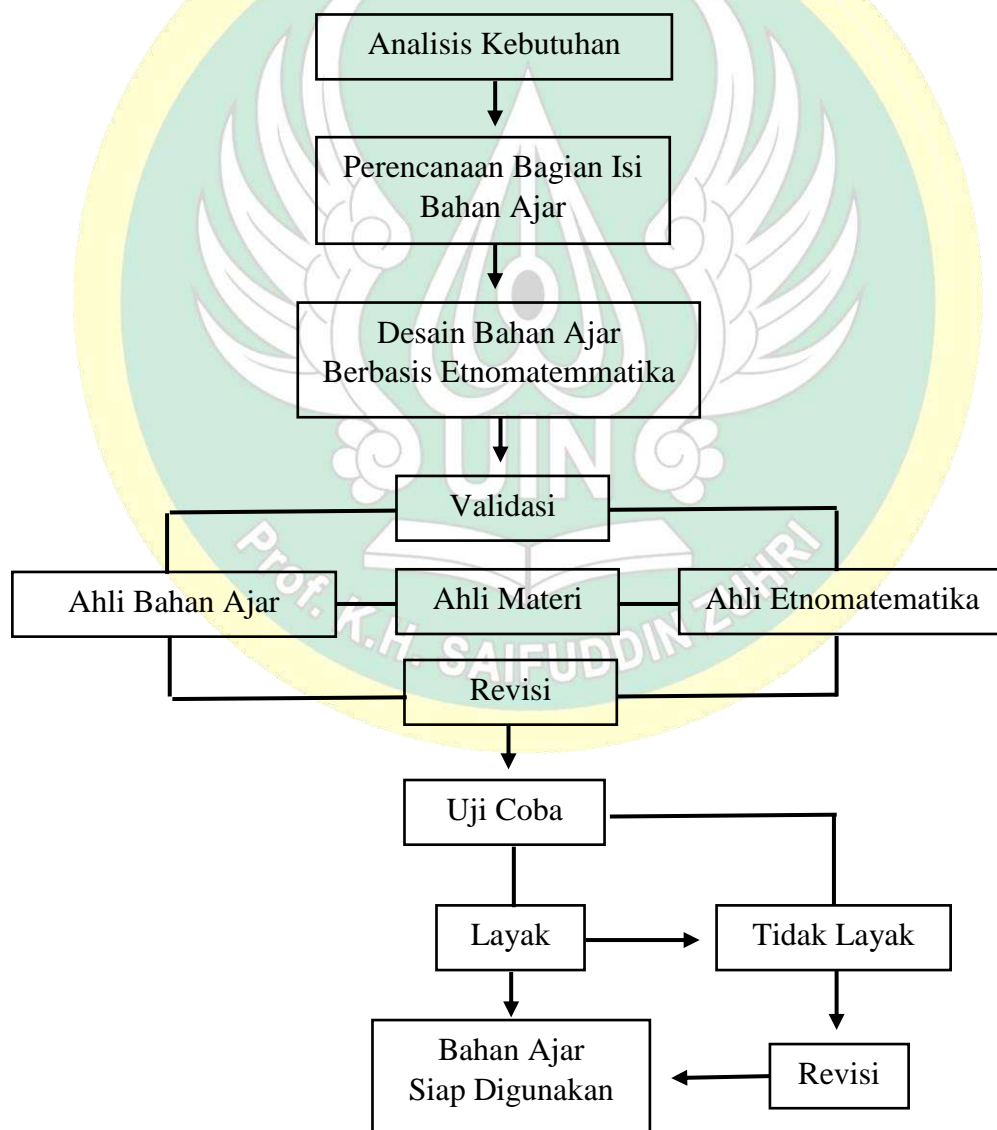 Analisis Kebutuhan
Perencanaan Bagian Isi
Bahan Ajar
Desain Bahan Ajar
Berbasis Etnomatemmatika
UIN
Validasi
Prof. K.H. SAIFUDDIN ZUHRI
Ahli Bahan Ajar
Ahli Materi
Ahli Etnomatematika
Revisi
Uji Coba
Layak
Tidak Layak
Bahan Ajar
Siap Digunakan
Revisi